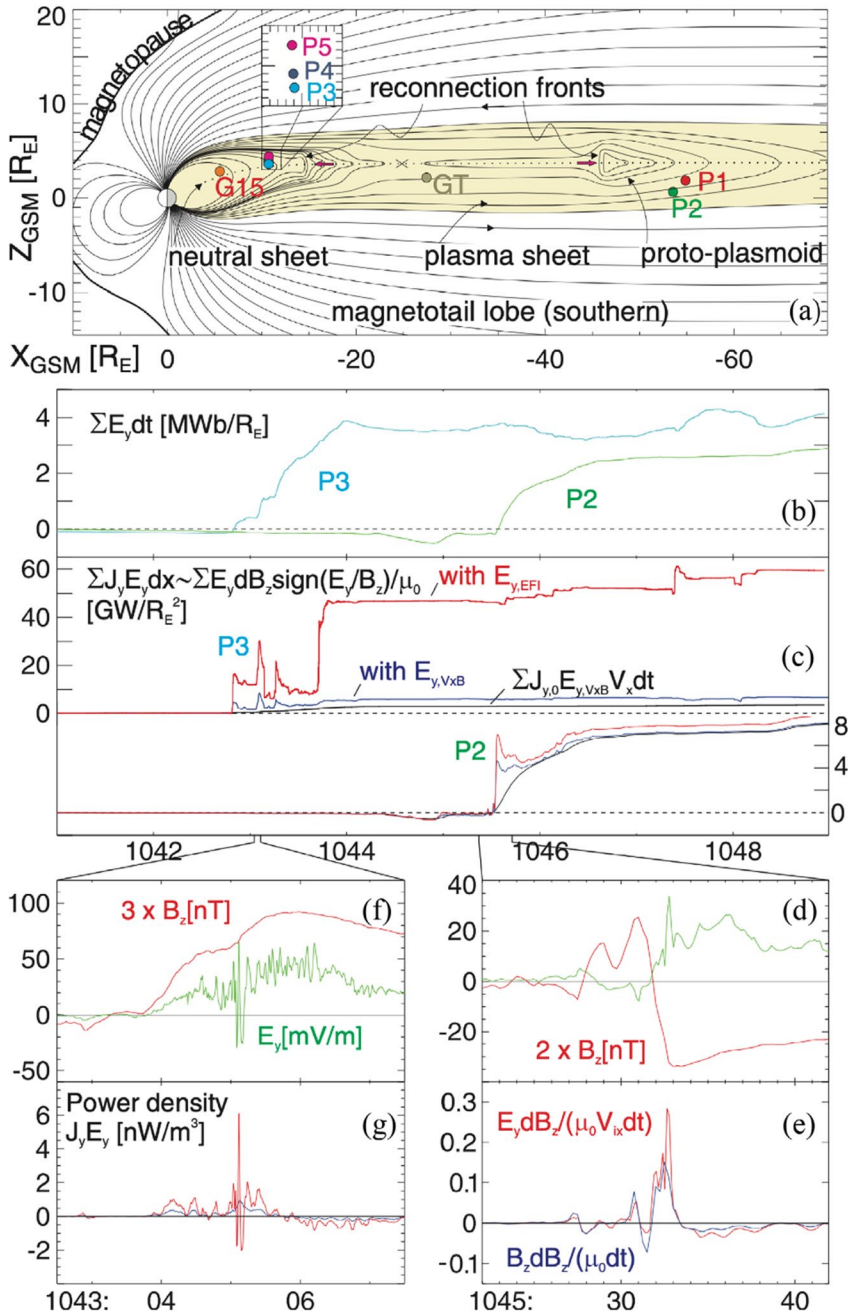 20
magnetopause
P5
P4
P3
reconnection fronts
10
Z_GSM [R_E]
G15
GT
P1
P2
0
neutral sheet
plasma sheet
proto-plasmoid
-10
magnetotail lobe (southern)
(a)
X_GSM [R_E]
0
-20
-40
-60
4
ΣE_ydt [MWb/R_E]
P3
P2
2
0
(b)
60
ΣJ_yE_ydx~ΣE_ydB_zsign(E_y/B_z)/μ_0
[GW/R_E^2]
with E_y,EFI
40
P3
(c)
20
with E_y,VxB
ΣJ_y,0E_y,VxBV_xdt
0
P2
8
4
0
1042
1044
1046
1048
100
3 x B_z[nT]
(f)
50
0
E_y[mV/m]
-50
40
(d)
20
0
-20
2 x B_z[nT]
6
Power density
J_yE_y [nW/m^3]
(g)
4
2
0
-2
0.3
E_ydB_z/(μ_0V_ixdt)
0.2
(e)
0.1
0
B_zdB_z/(μ_0dt)
-0.1
1043:
04
06
1045:
30
40